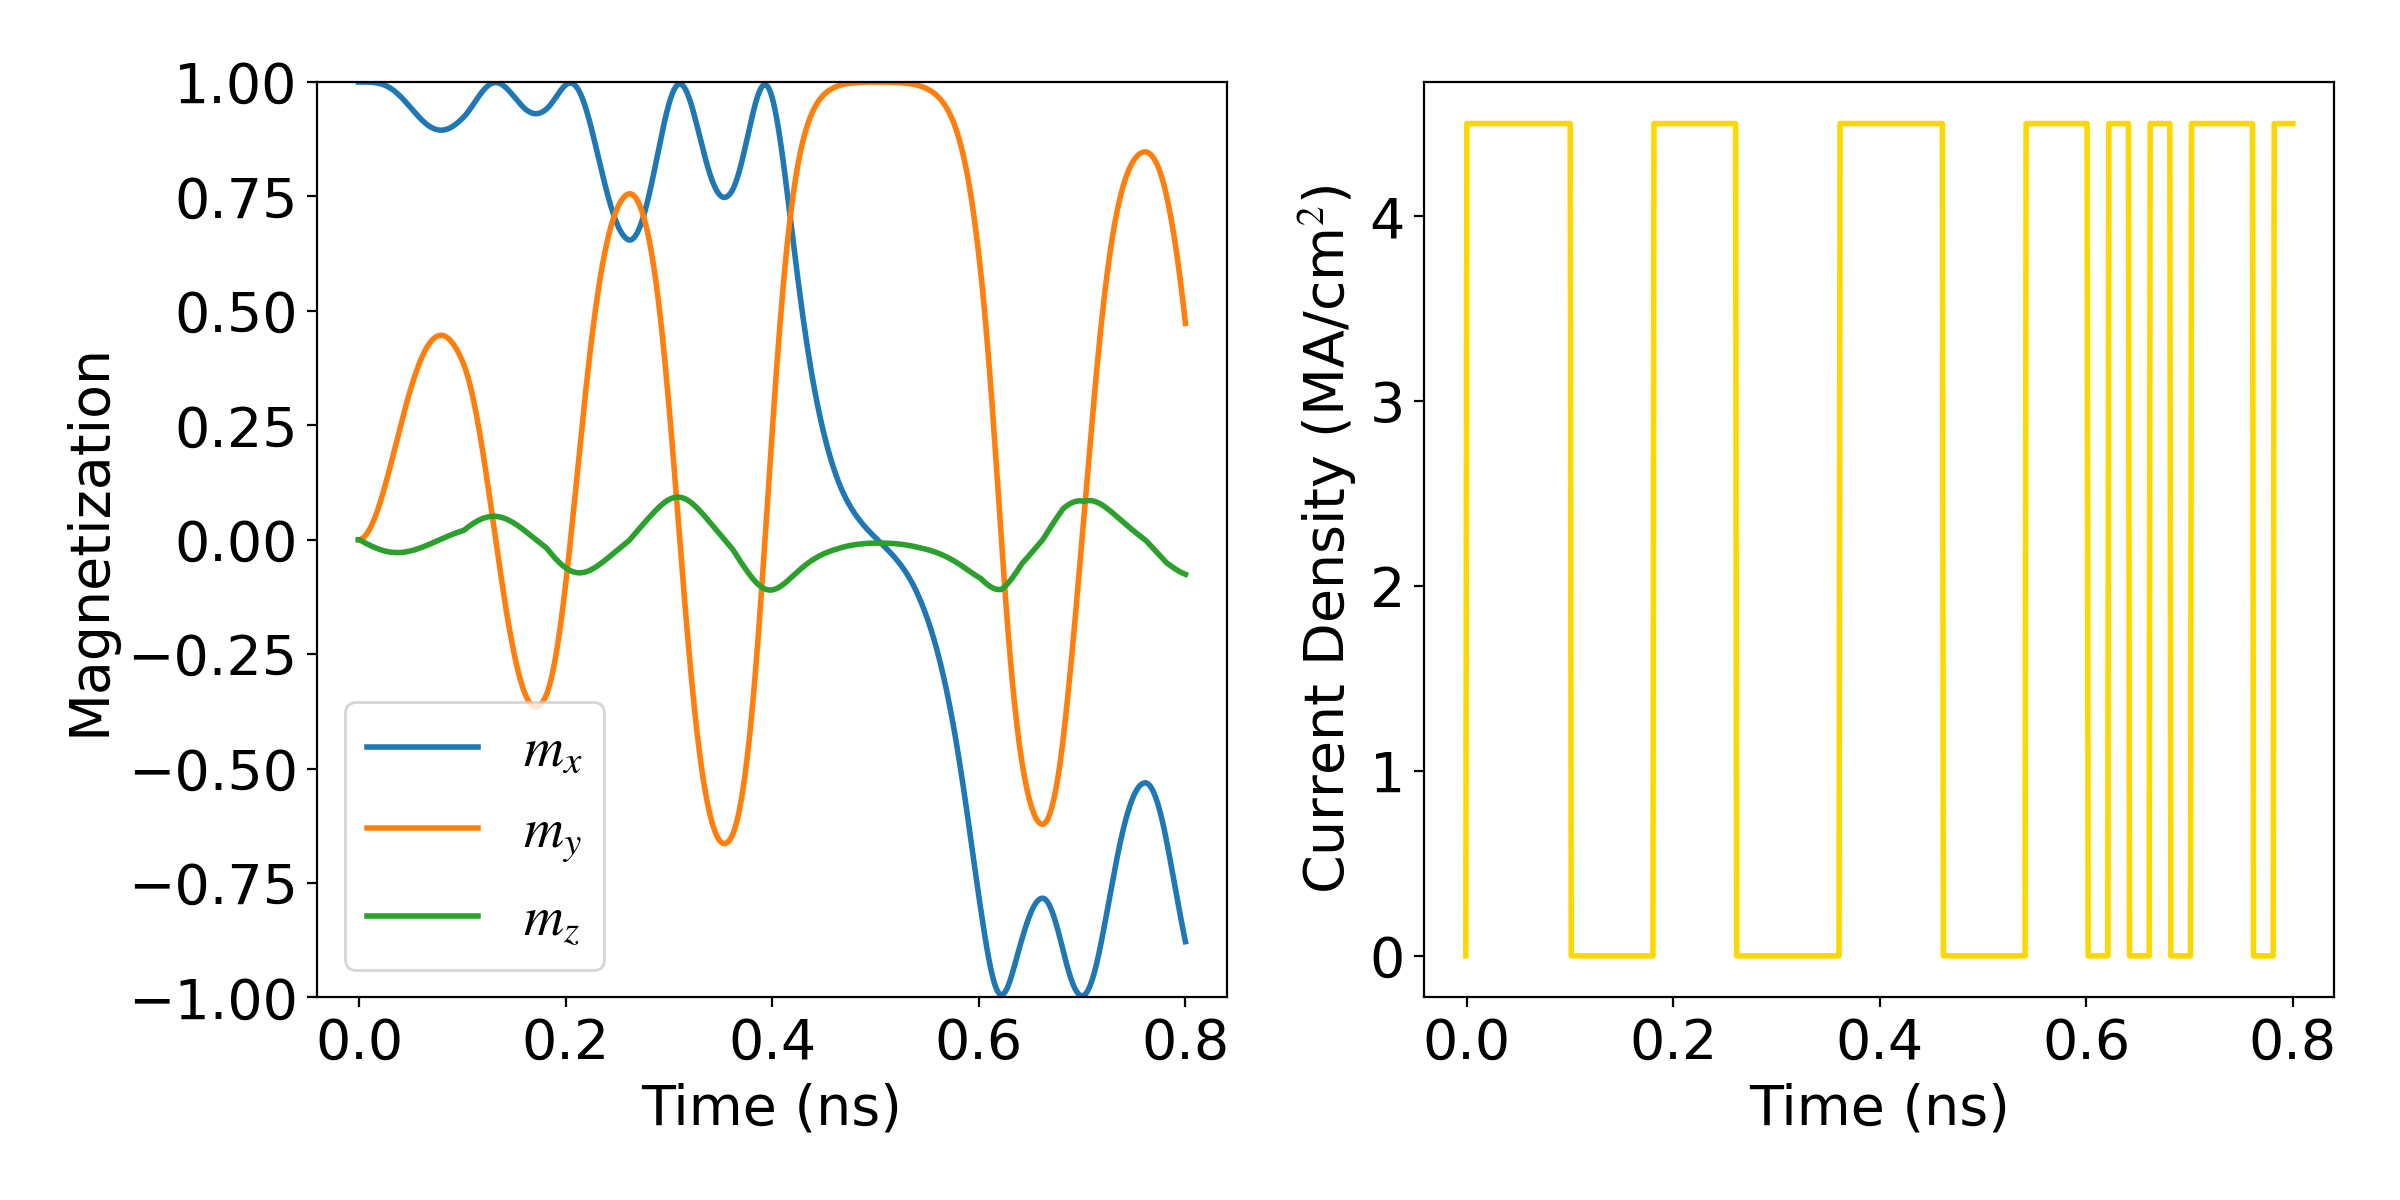 1.00
0.75
0.50
0.25
0.00
−0.25
−0.50
−0.75
−1.00
Magnetization
m_x
m_y
m_z
0.0 0.2 0.4 0.6 0.8
Time (ns)
4
3
2
1
0
Current Density (MA/cm²)
0.0 0.2 0.4 0.6 0.8
Time (ns)